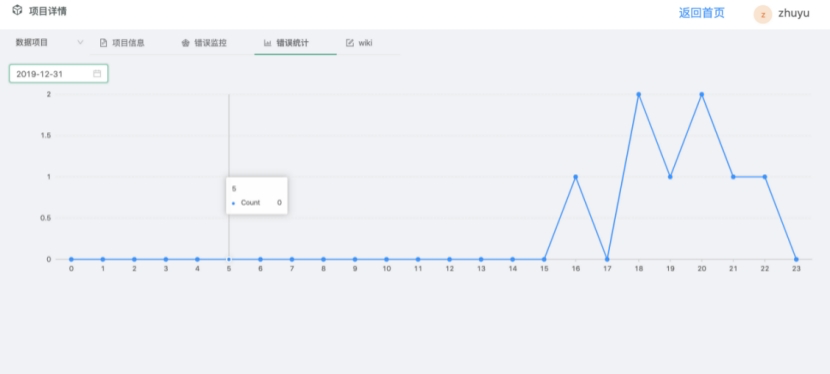 项目详情
返回首页
z
zhuyu
数据项目
项目信息
错误监控
错误统计
wiki
2019-12-31
2
1.5
1
0.5
0
5
Count 0
0 1 2 3 4 5 6 7 8 9 10 11 12 13 14 15 16 17 18 19 20 21 22 23